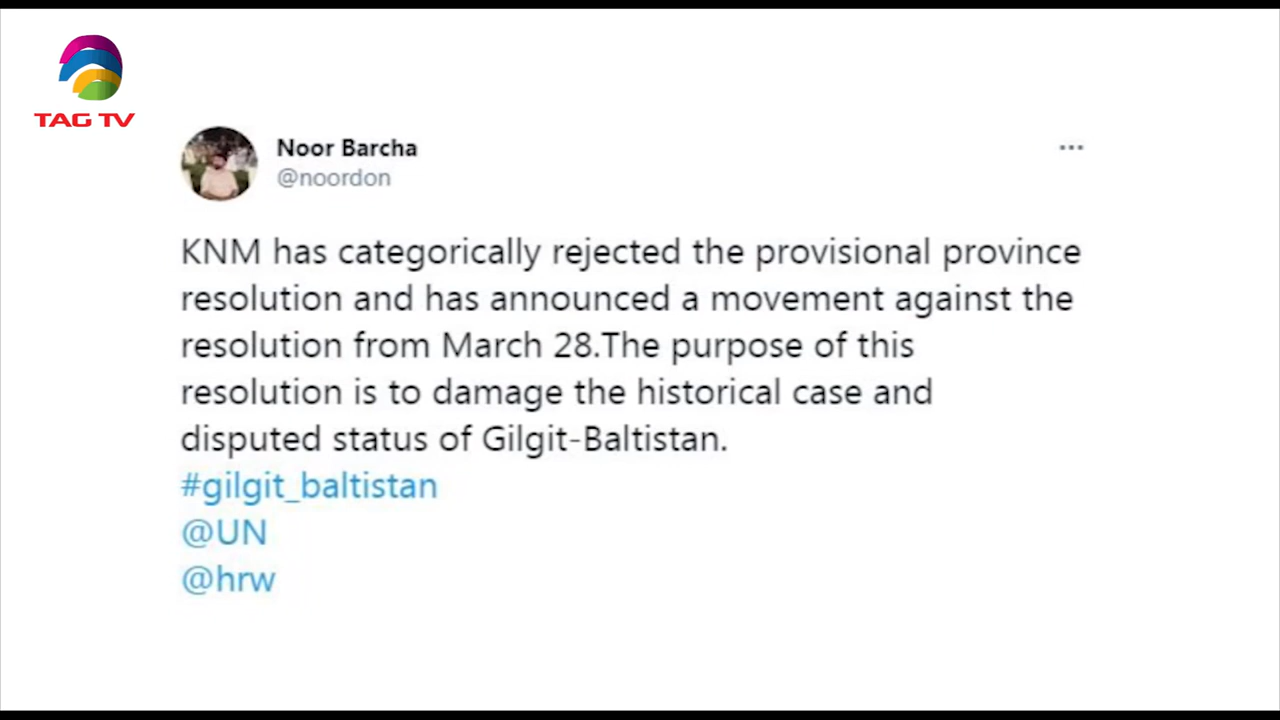 TAG TV
Noor Barcha
@noordon
KNM has categorically rejected the provisional province
resolution and has announced a movement against the
resolution from March 28.The purpose of this
resolution is to damage the historical case and
disputed status of Gilgit-Baltistan.
#gilgit_baltistan
@UN
@hrw